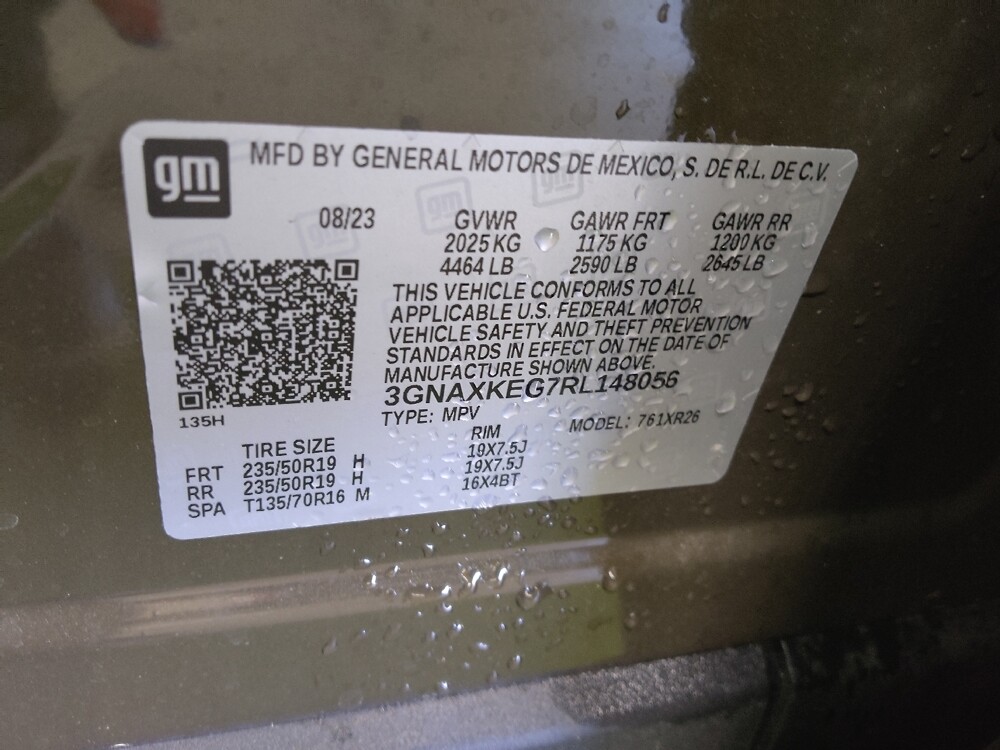 gm MFD BY GENERAL MOTORS DE MEXICO, S. DE R.L. DE C.V.
08/23 GVWR GAWR FRT GAWR RR
2025 KG 1175 KG 1200 KG
4464 LB 2590 LB 2645 LB
THIS VEHICLE CONFORMS TO ALL
APPLICABLE U.S. FEDERAL MOTOR
VEHICLE SAFETY AND THEFT PREVENTION
STANDARDS IN EFFECT ON THE DATE OF
MANUFACTURE SHOWN ABOVE.
3GNAXKEG7RL148056
TYPE: MPV MODEL: 761XR26
135H
TIRE SIZE RIM
FRT 235/50R19 H 19X7.5J
RR 235/50R19 H 19X7.5J
SPA T135/70R16 M 16X4BT